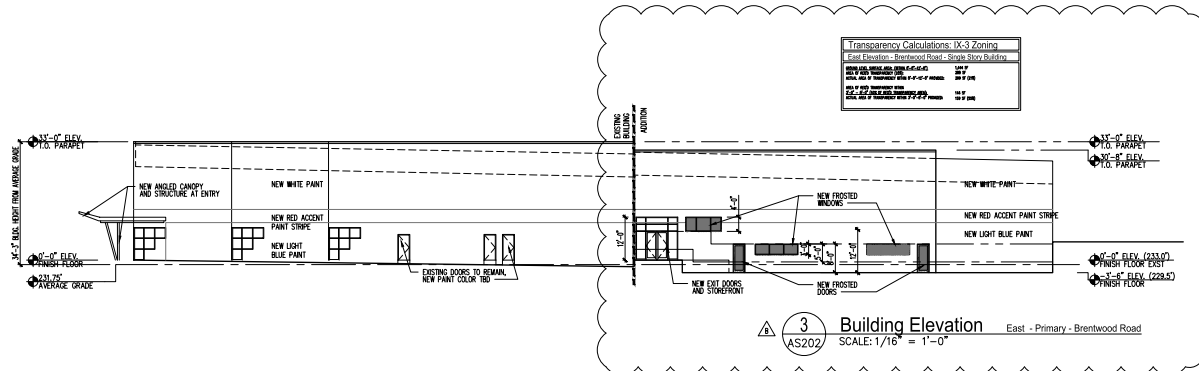 Transparency Calculations: IX-3 Zoning
East Elevation - Brentwood Road - Single Story Building
EXISTING BUILDING
ADDITION
33'-0" ELEV.
T.O. PARAPET
33'-0" ELEV.
T.O. PARAPET
30'-8" ELEV.
T.O. PARAPET
34'-3" BLDG. HEIGHT FROM AVERAGE GRADE
NEW ANGLED CANOPY
AND STRUCTURE AT ENTRY
NEW WHITE PAINT
NEW RED ACCENT
PAINT STRIPE
NEW LIGHT
BLUE PAINT
NEW FROSTED
WINDOWS
NEW WHITE PAINT
NEW RED ACCENT PAINT STRIPE
NEW LIGHT BLUE PAINT
12'-0"
12'-0"
0'-0" ELEV.
FINISH FLOOR
231.75'
AVERAGE GRADE
EXISTING DOORS TO REMAIN,
NEW PAINT COLOR TBD
NEW EXIT DOORS
AND STOREFRONT
NEW FROSTED
DOORS
0'-0" ELEV. (233.0')
FINISH FLOOR EXST
-3'-6" ELEV. (229.5')
FINISH FLOOR
B
3
AS202
Building Elevation
East - Primary - Brentwood Road
SCALE: 1/16" = 1'-0"